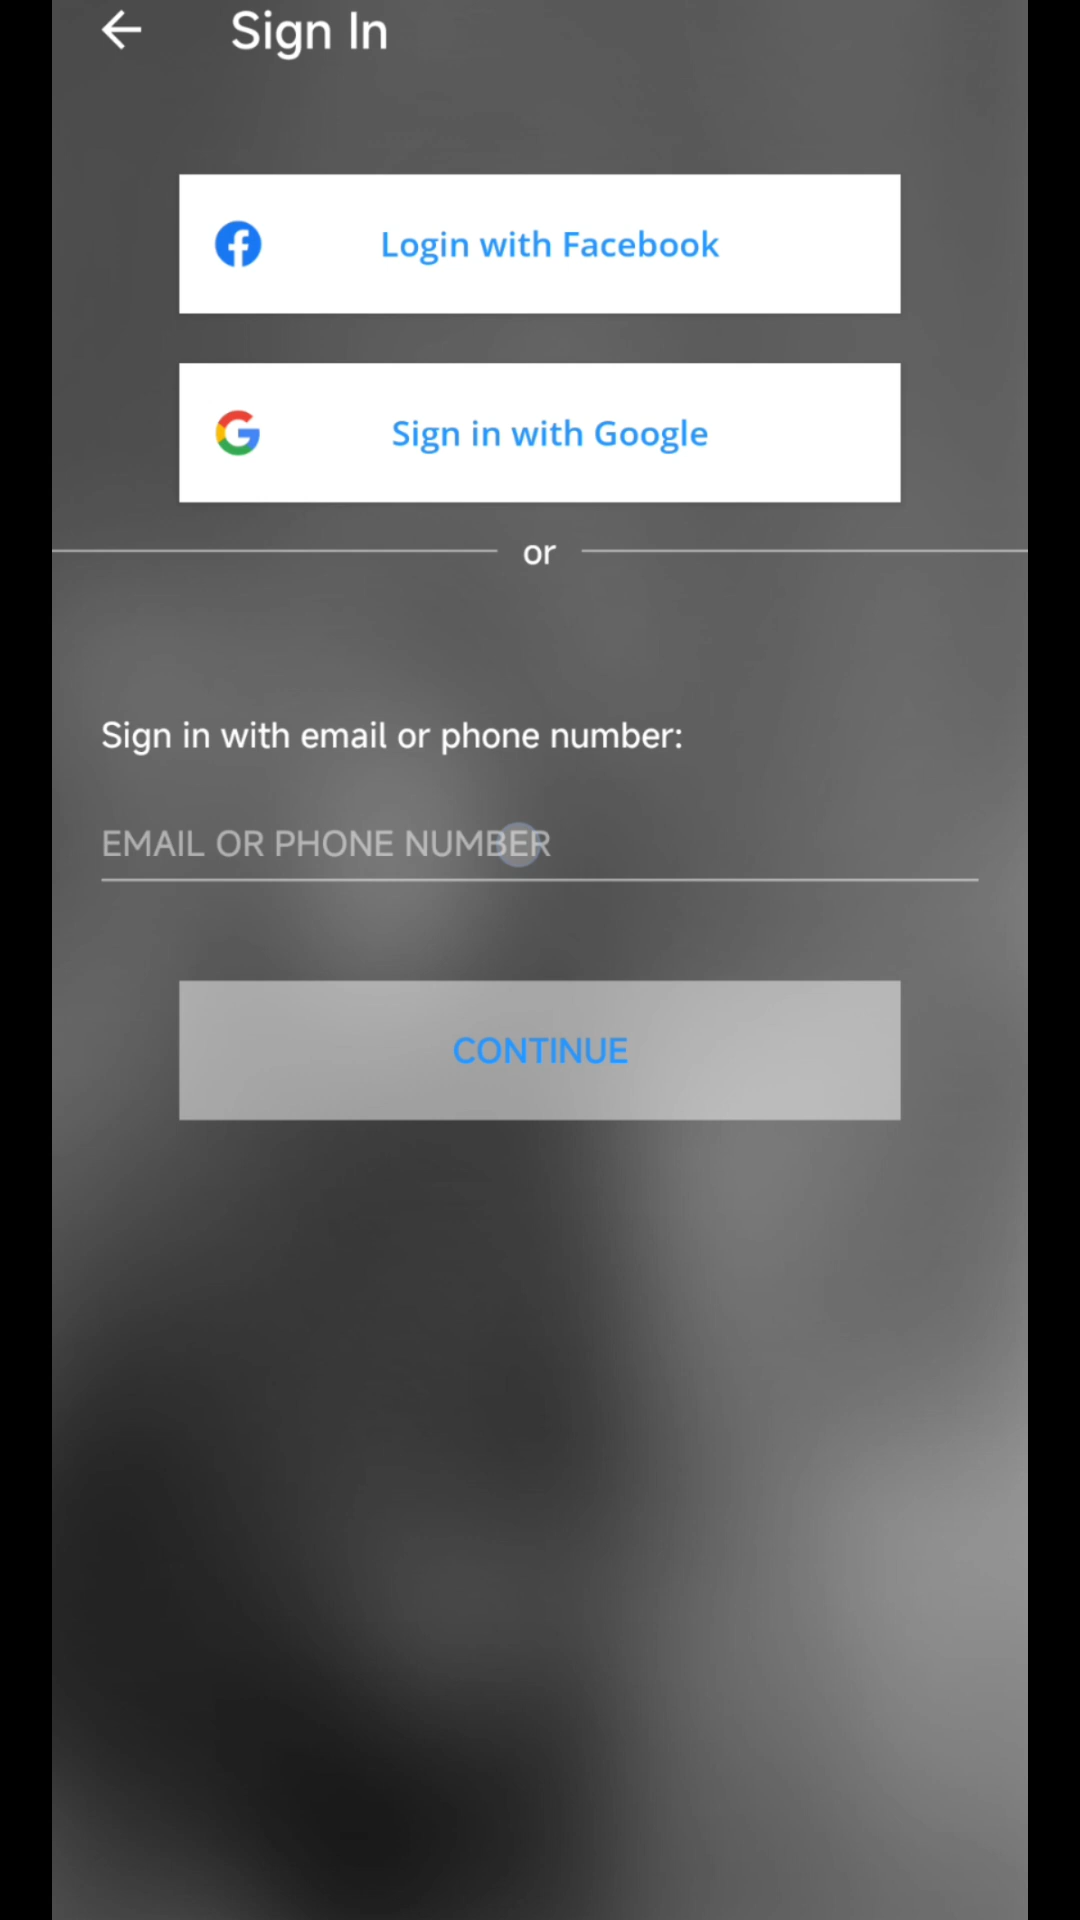 Sign In
Login with Facebook
Sign in with Google
or
Sign in with email or phone number:
EMAIL OR PHONE NUMBER
CONTINUE